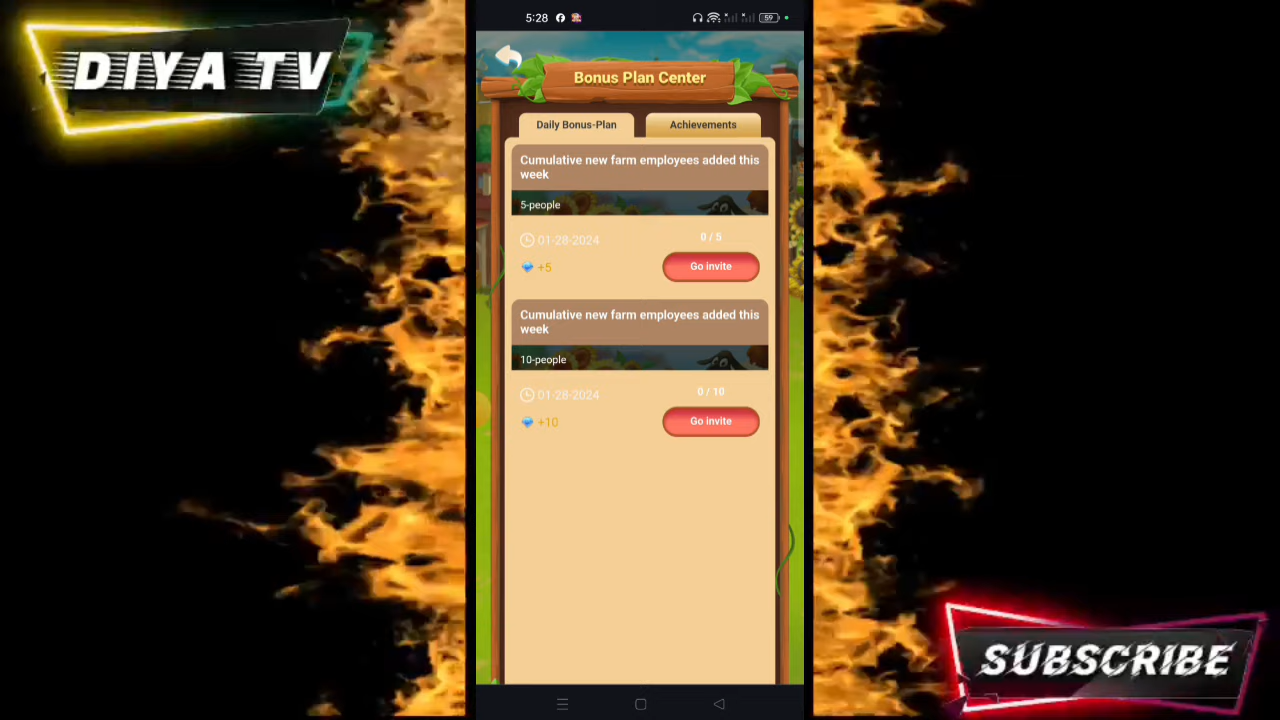 DIYA TV
5:28
59
Bonus Plan Center
Daily Bonus-Plan
Achievements
Cumulative new farm employees added this
week
5-people
01-28-2024
0 / 5
+5
Go invite
Cumulative new farm employees added this
week
10-people
01-28-2024
0 / 10
+10
Go invite
SUBSCRIBE